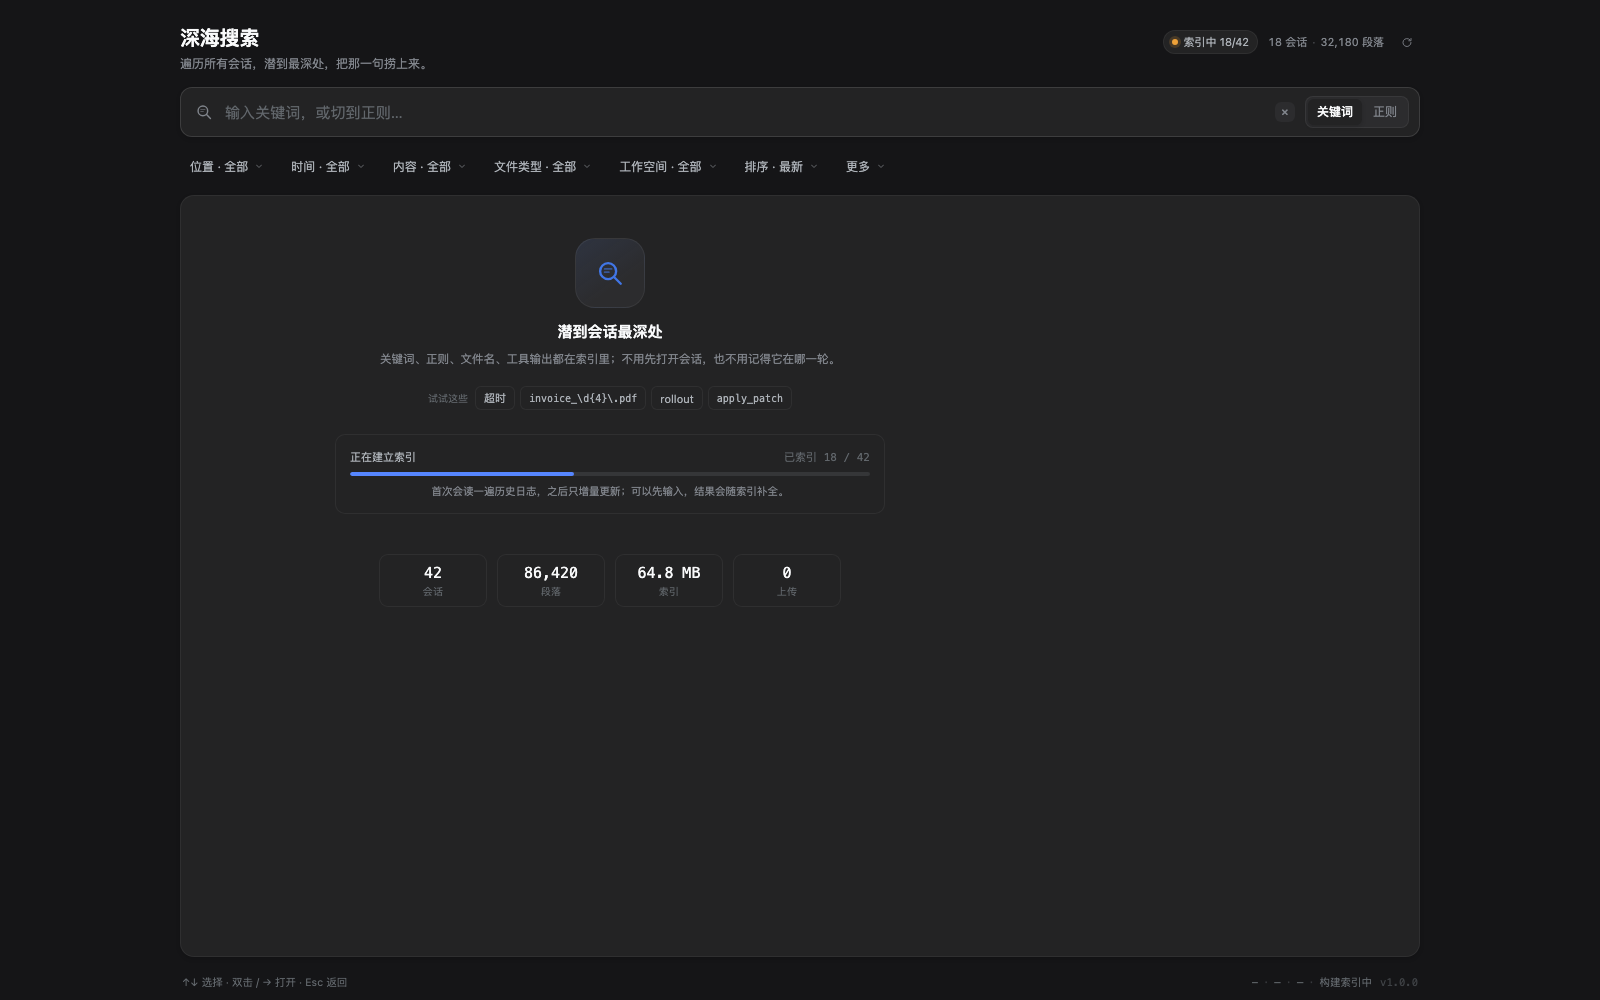 深海搜索
遍历所有会话，潜到最深处，把那一句捞上来。
索引中 18/42
18 会话 · 32,180 段落
输入关键词，或切到正则...
关键词 正则
位置 · 全部
时间 · 全部
内容 · 全部
文件类型 · 全部
工作空间 · 全部
排序 · 最新
更多
潜到会话最深处
关键词、正则、文件名、工具输出都在索引里；不用先打开会话，也不用记得它在哪一轮。
试试这些 超时 invoice_\d{4}\.pdf rollout apply_patch
正在建立索引
已索引 18 / 42
首次会读一遍历史日志，之后只增量更新；可以先输入，结果会随索引补全。
42
会话
86,420
段落
64.8 MB
索引
0
上传
↑↓ 选择 · 双击 / → 打开 · Esc 返回
– · – · – · 构建索引中 v1.0.0